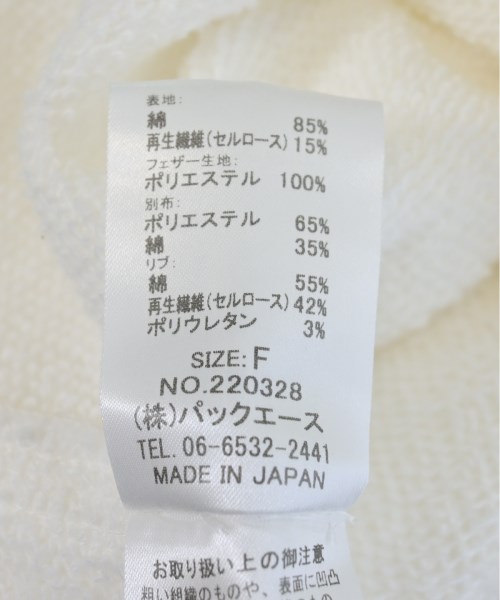 表地:
綿 85%
再生繊維(セルロース) 15%
フェザー生地:
ポリエステル 100%
別布:
ポリエステル 65%
綿 35%
リブ:
綿 55%
再生繊維(セルロース) 42%
ポリウレタン 3%
SIZE: F
NO.220328
(株)パックエース
TEL. 06-6532-2441
MADE IN JAPAN
お取り扱い上の御注意
粗い組織のものや、表面に凹凸